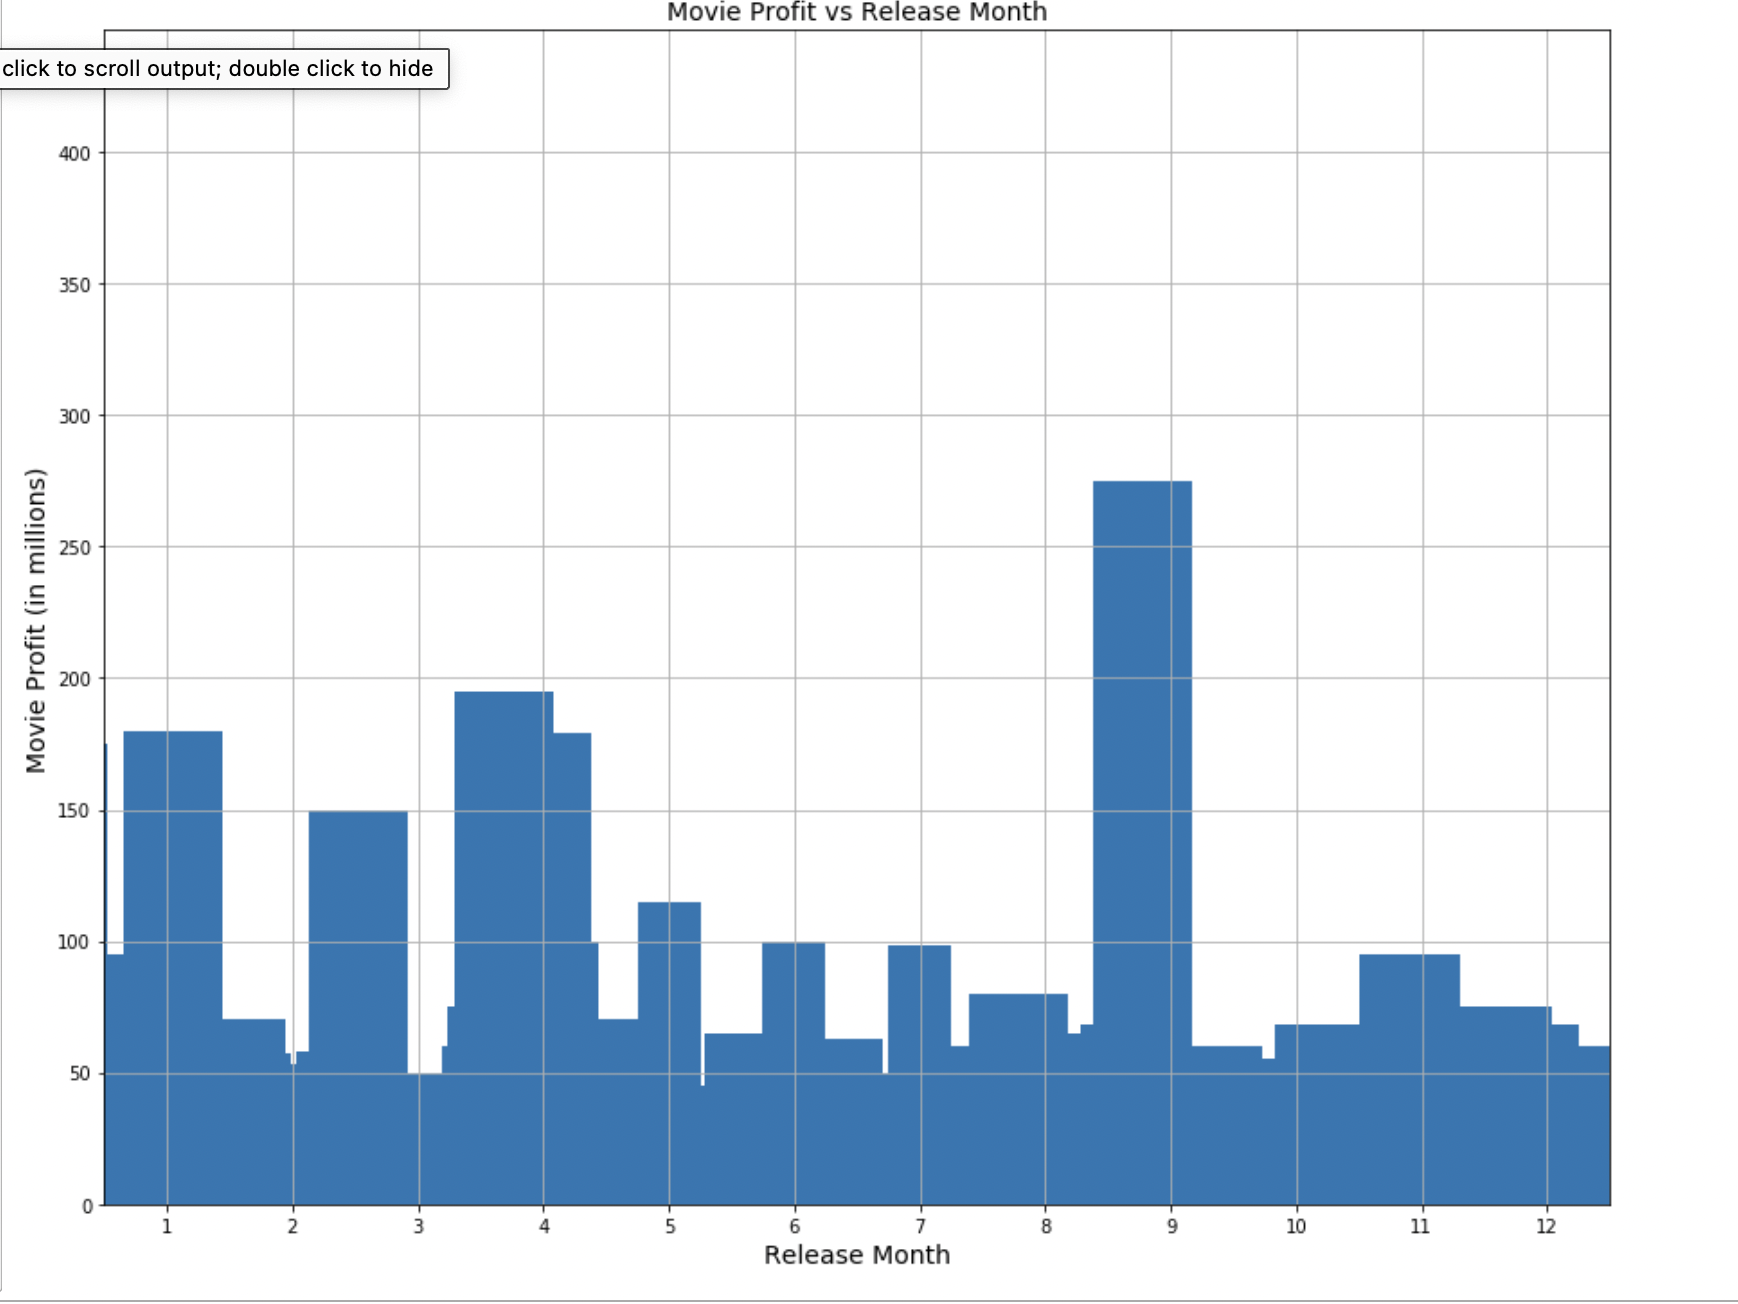 Movie Profit vs Release Month
click to scroll output; double click to hide
400
350
300
250
200
150
100
50
0
Movie Profit (in millions)
1 2 3 4 5 6 7 8 9 10 11 12
Release Month